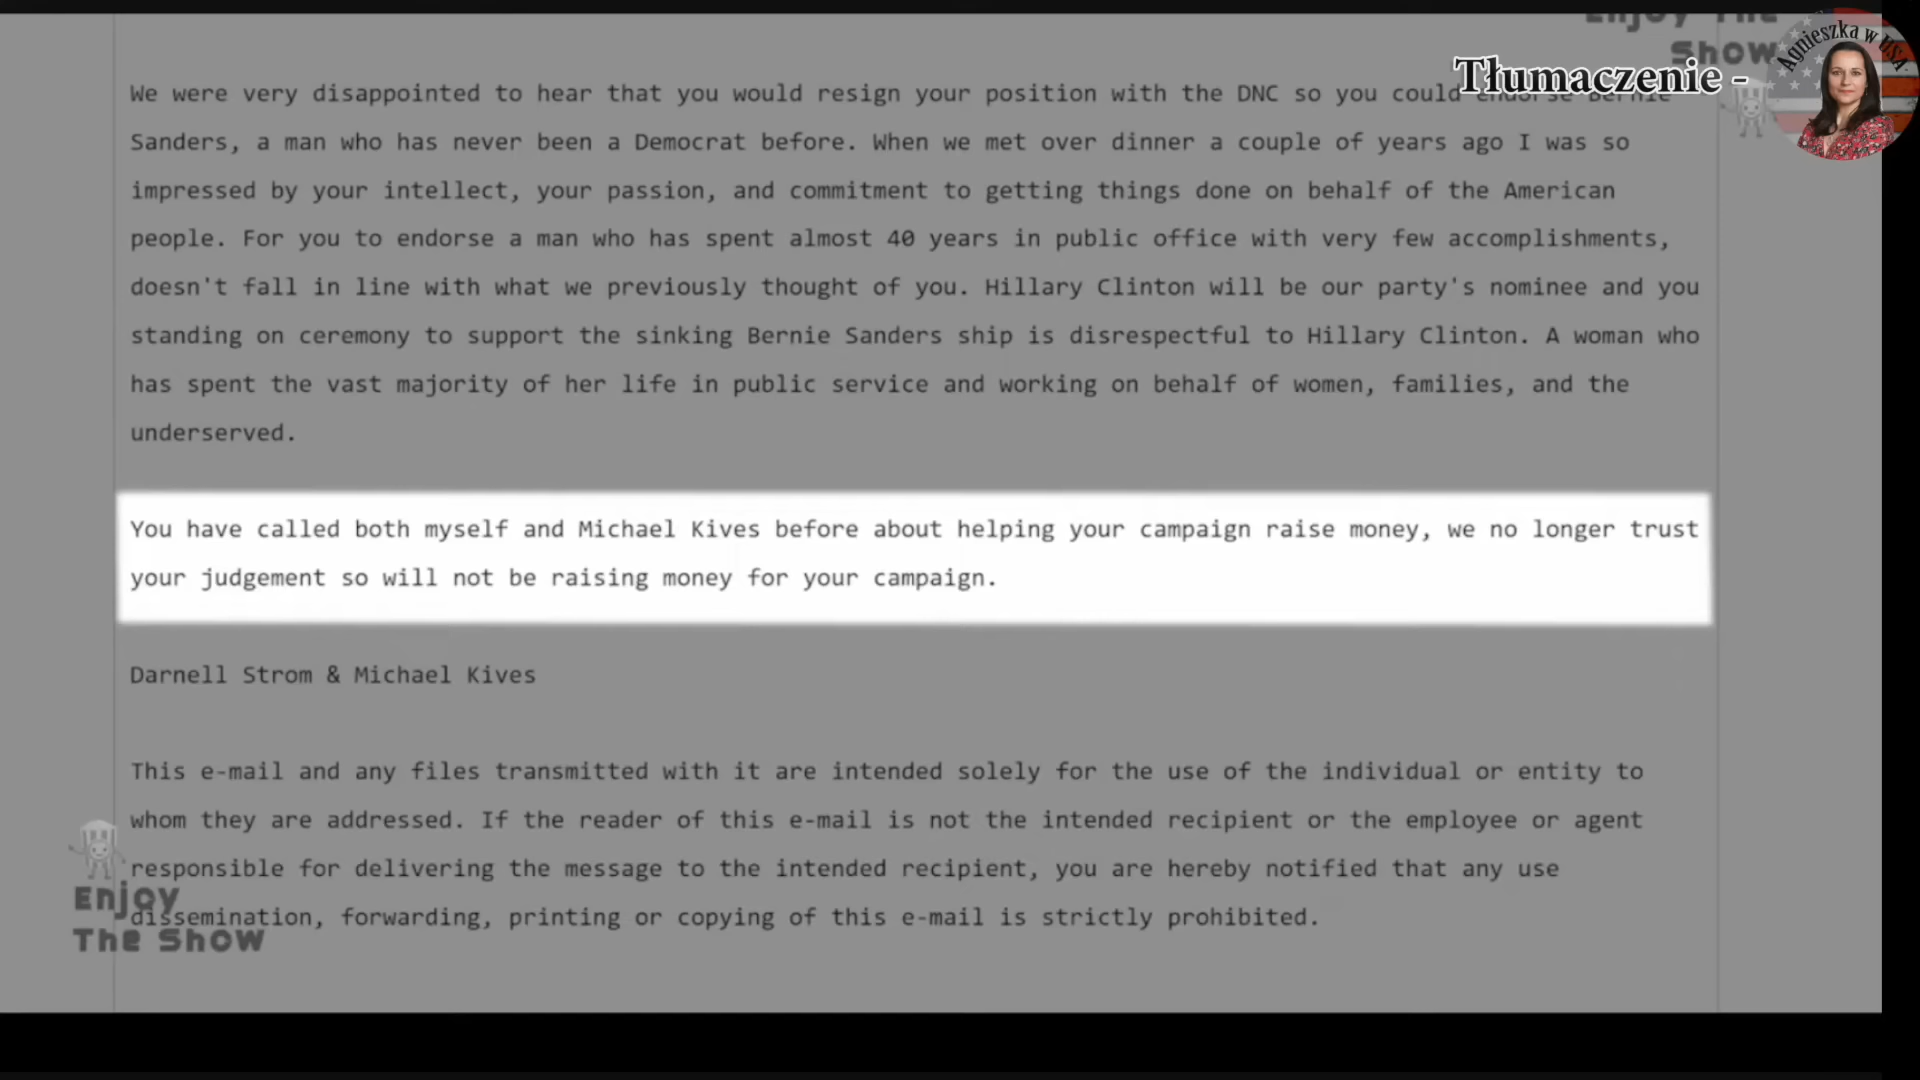 Enjoy The
Show
Agnieszka w USA
Tłumaczenie -
We were very disappointed to hear that you would resign your position with the DNC so you could endorse Bernie
Sanders, a man who has never been a Democrat before. When we met over dinner a couple of years ago I was so
impressed by your intellect, your passion, and commitment to getting things done on behalf of the American
people. For you to endorse a man who has spent almost 40 years in public office with very few accomplishments,
doesn't fall in line with what we previously thought of you. Hillary Clinton will be our party's nominee and you
standing on ceremony to support the sinking Bernie Sanders ship is disrespectful to Hillary Clinton. A woman who
has spent the vast majority of her life in public service and working on behalf of women, families, and the
underserved.
You have called both myself and Michael Kives before about helping your campaign raise money, we no longer trust
your judgement so will not be raising money for your campaign.
Darnell Strom & Michael Kives
This e-mail and any files transmitted with it are intended solely for the use of the individual or entity to
whom they are addressed. If the reader of this e-mail is not the intended recipient or the employee or agent
responsible for delivering the message to the intended recipient, you are hereby notified that any use
dissemination, forwarding, printing or copying of this e-mail is strictly prohibited.
Enjoy
The Show